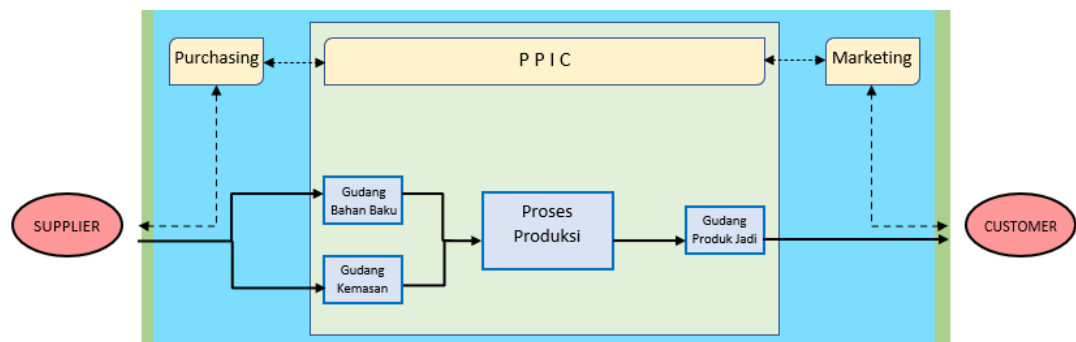 Purchasing
P P I C
Marketing
SUPPLIER
Gudang
Bahan Baku
Gudang
Kemasan
Proses
Produksi
Gudang
Produk Jadi
CUSTOMER